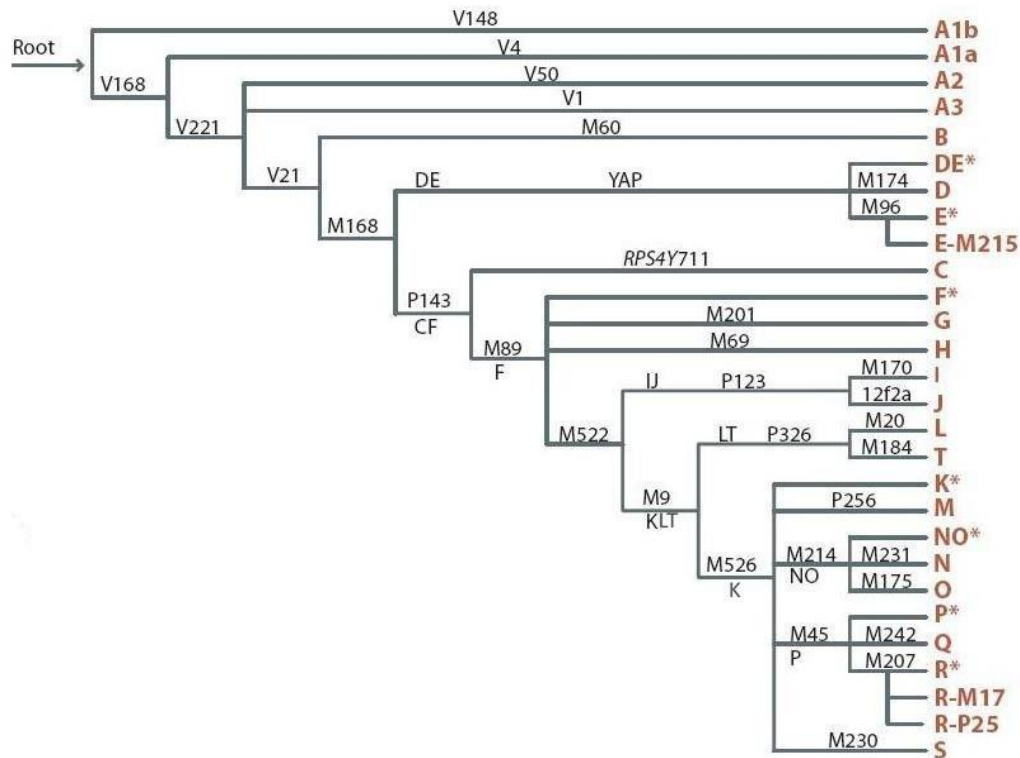 V148
A1b
Root
V4
A1a
V168
V50
A2
V1
A3
V221
M60
B
DE*
V21
DE
YAP
M174
D
M96
E*
M168
E-M215
RPS4Y711
C
P143
CF
F*
M201
G
M89
F
M69
H
M170
I
IJ
P123
12f2a
J
M20
L
M522
LT
P326
M184
T
M9
KLT
K*
P256
M
NO*
M526
K
M214
NO
M231
N
M175
O
P*
M45
P
M242
Q
M207
R*
R-M17
R-P25
M230
S